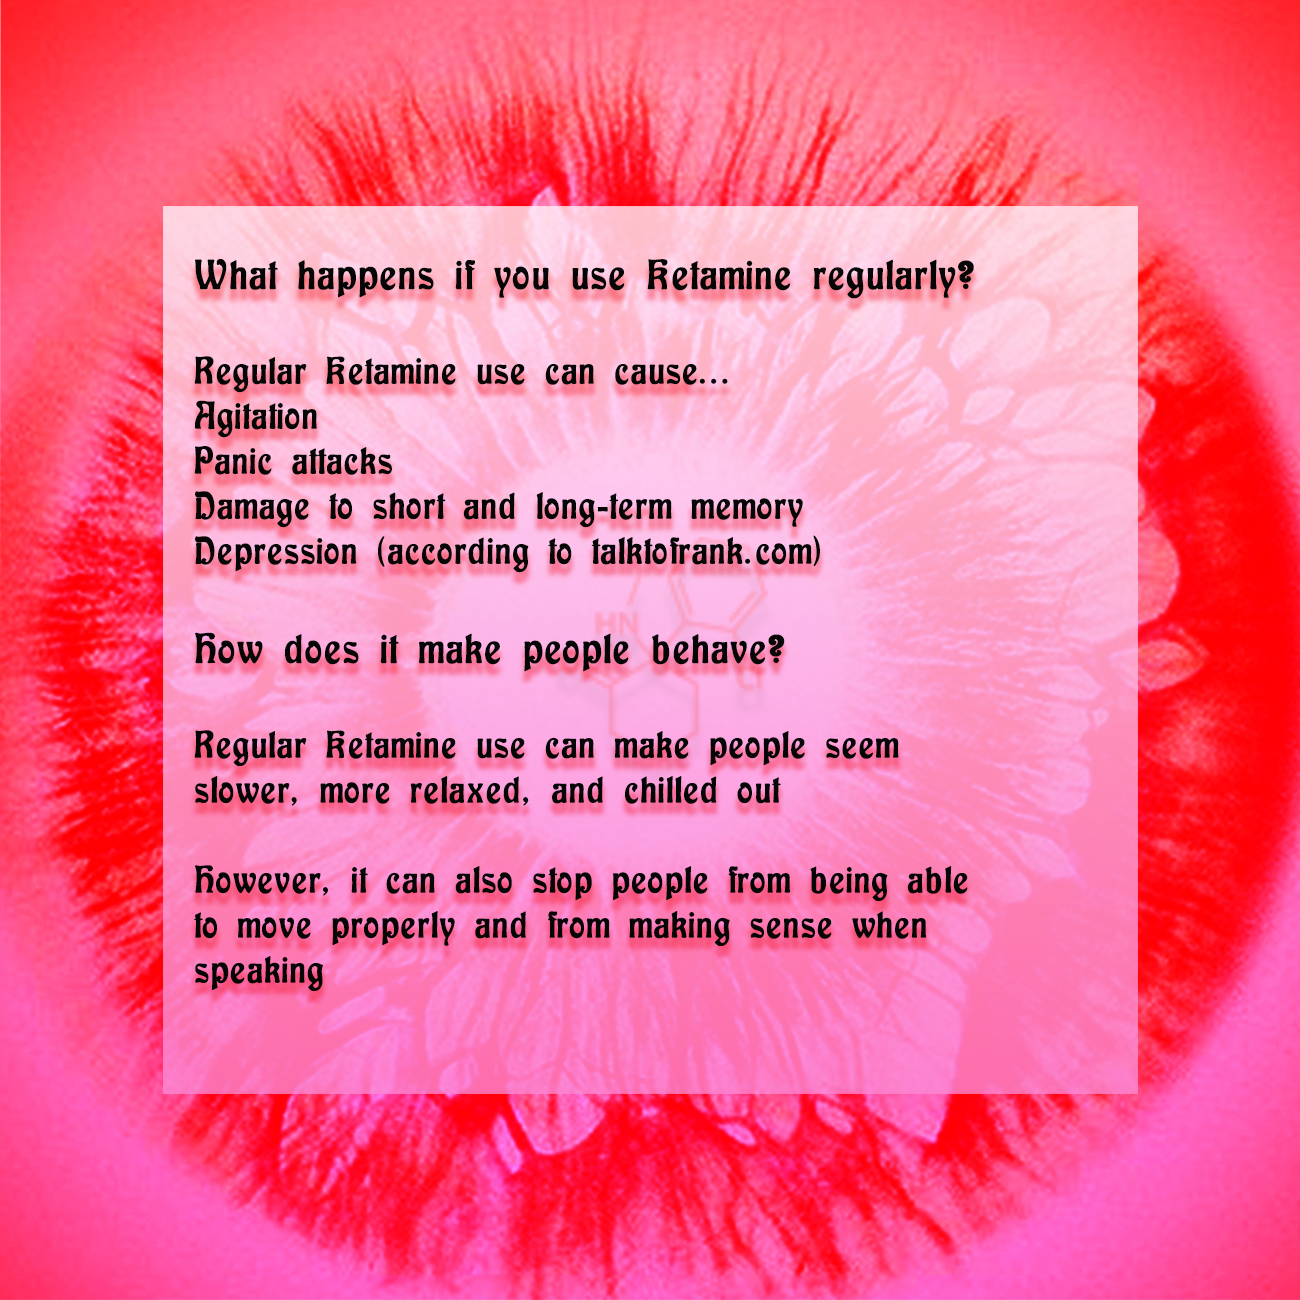 What happens if you use Ketamine regularly?
Regular Ketamine use can cause...
Agitation
Panic attacks
Damage to short and long-term memory
Depression (according to talktofrank.com)
HN
How does it make people behave?
Regular Ketamine use can make people seem
slower, more relaxed, and chilled out
However, it can also stop people from being able
to move properly and from making sense when
speaking